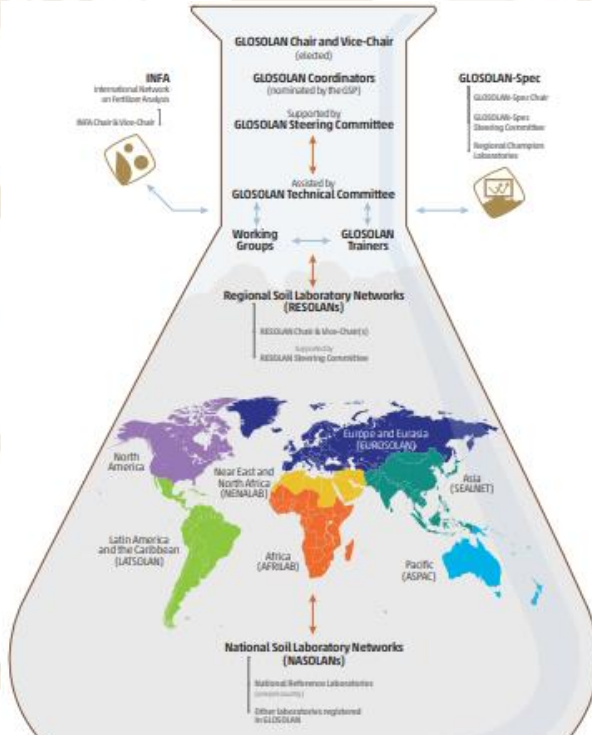 GLOSOLAN Chair and Vice-Chair
(elected)
GLOSOLAN Coordinators
(nominated by the GSP)
Supported by
GLOSOLAN Steering Committee
INFA
International Network
on Fertilizer Analysis
INFA Chair & Vice-Chair
GLOSOLAN-Spec
GLOSOLAN-Spec Chair
GLOSOLAN-Spec
Steering Committee
Regional Champion
Laboratories
Assisted by
GLOSOLAN Technical Committee
Working
Groups
GLOSOLAN
Trainers
Regional Soil Laboratory Networks
(RESOLANs)
RESOLAN Chair & Vice-Chair(s)
supported by
RESOLAN Steering Committee
North
America
Europe and Eurasia
(EUROSOLAN)
Near East and
North Africa
(NENALAB)
Asia
(SEALNET)
Latin America
and the Caribbean
(LATSOLAN)
Africa
(AFRILAB)
Pacific
(ASPAC)
National Soil Laboratory Networks
(NASOLANs)
National Reference Laboratories
Other laboratories registered
in GLOSOLAN